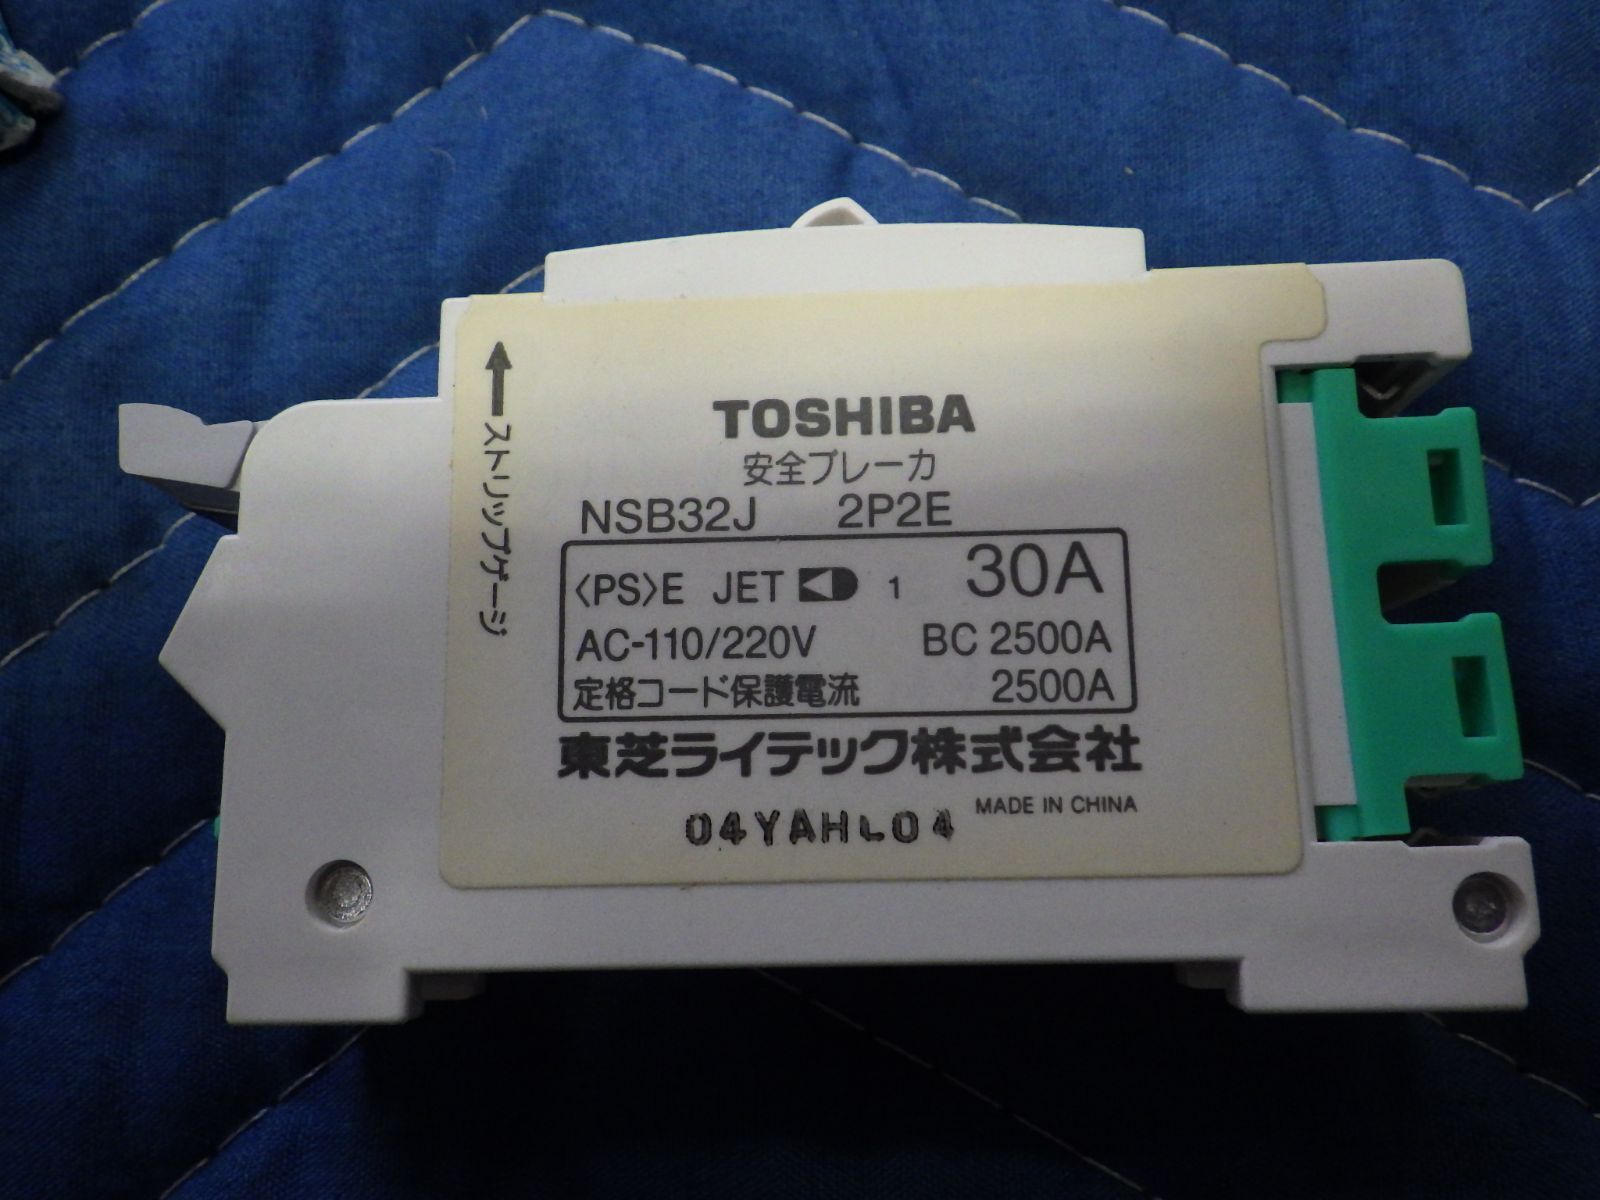 ←ストリップゲージ
TOSHIBA
安全ブレーカ
NSB32J 2P2E
<PS>E JET 1 30A
AC-110/220V BC 2500A
定格コード保護電流 2500A
東芝ライテック株式会社
MADE IN CHINA
04YAHL04